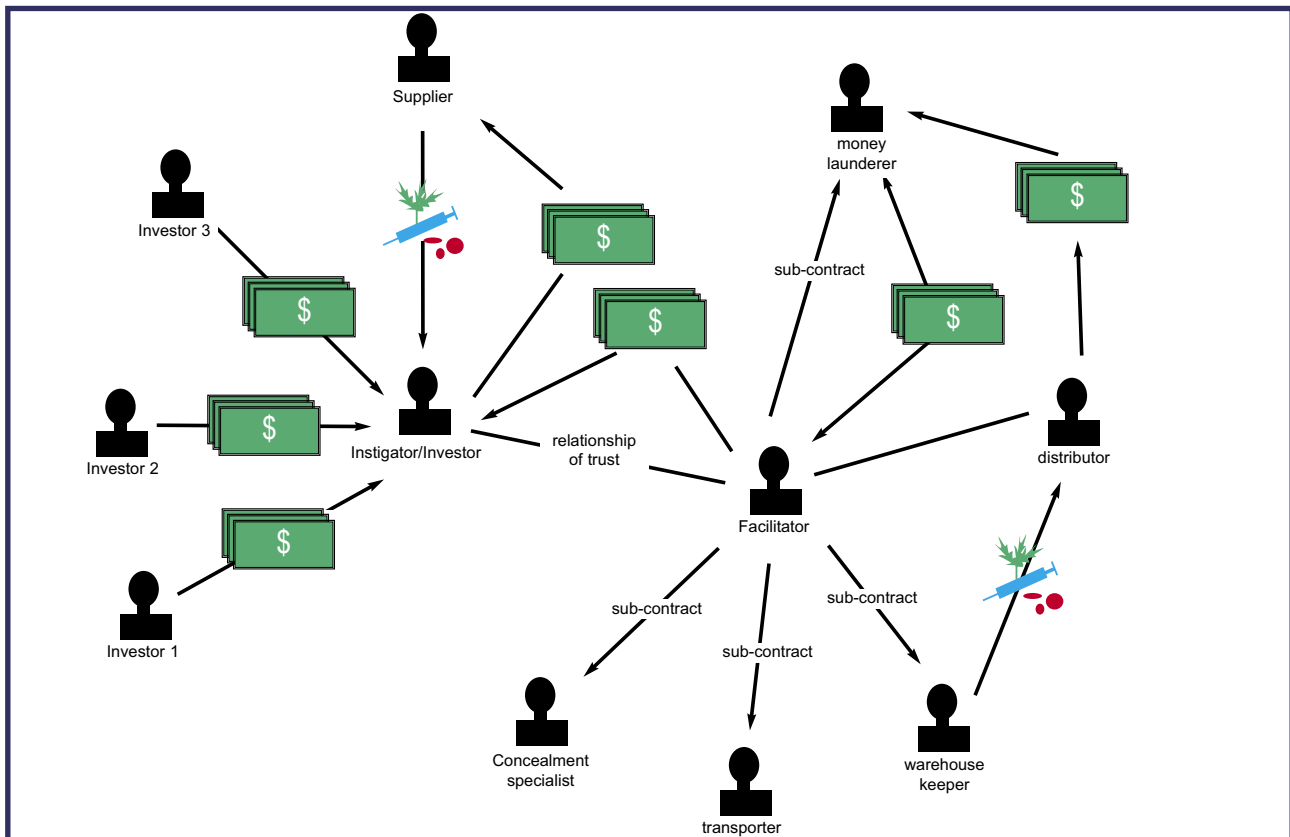 Supplier
money
launderer
Investor 3
$
$
sub-contract
$
$
$
$
Instigator/Investor
relationship
of trust
distributor
Investor 2
$
Facilitator
$
sub-contract
sub-contract
sub-contract
Investor 1
Concealment
specialist
warehouse
keeper
transporter